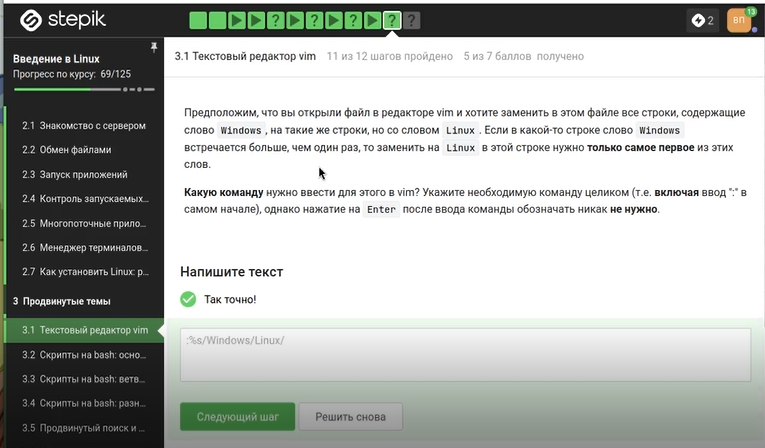 stepik
? ? ? ? ?
2
ВП
13
Введение в Linux
Прогресс по курсу: 69/125
3.1 Текстовый редактор vim 11 из 12 шагов пройдено 5 из 7 баллов получено
2.1 Знакомство с сервером
2.2 Обмен файлами
2.3 Запуск приложений
2.4 Контроль запускаемых...
2.5 Многопоточные прило...
2.6 Менеджер терминалов...
2.7 Как установить Linux: р...
3 Продвинутые темы
3.1 Текстовый редактор vim
3.2 Скрипты на bash: осно...
3.3 Скрипты на bash: ветв...
3.4 Скрипты на bash: разн...
3.5 Продвинутый поиск и ...
Предположим, что вы открыли файл в редакторе vim и хотите заменить в этом файле все строки, содержащие
слово Windows, на такие же строки, но со словом Linux. Если в какой-то строке слово Windows
встречается больше, чем один раз, то заменить на Linux в этой строке нужно только самое первое из этих
слов.
Какую команду нужно ввести для этого в vim? Укажите необходимую команду целиком (т.е. включая ввод ":" в
самом начале), однако нажатие на Enter после ввода команды обозначать никак не нужно.
Напишите текст
Так точно!
:%s/Windows/Linux/
Следующий шаг
Решить снова